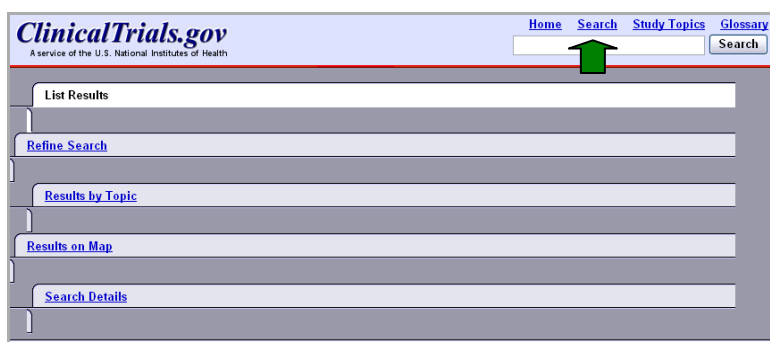 Home Search Study Topics Glossary
ClinicalTrials.gov
A service of the U.S. National Institutes of Health
Search
List Results
Refine Search
Results by Topic
Results on Map
Search Details